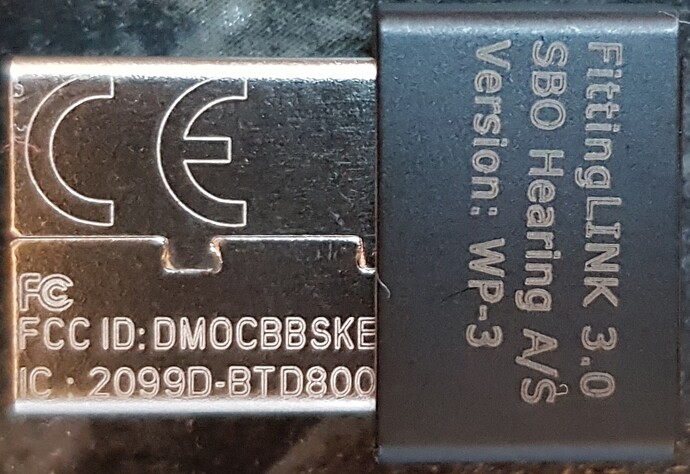 CE
FC
FCC ID: DMOCBBSKE
IC : 2099D-BTD800
FittingLINK 3.0
SBO Hearing A/S
Version: WP-3